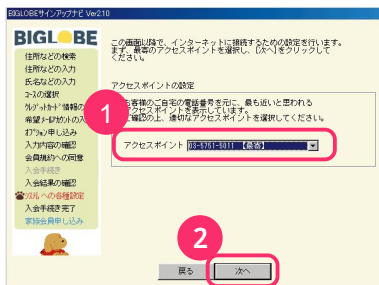 BIGLOBEサインアップナビ Ver2.10
BIGLOBE
住所などの検索
住所などの入力
氏名などの入力
コースの選択
クレジットカード情報の
希望メールアカウントの入
オプション申し込み
入力内容の確認
会員規約への同意
入会手続き
入会結果の確認
システムへの各種設定
入会手続き完了
家族会員申し込み
この画面以降で、インターネットに接続するための設定を行います。
まず、最寄のアクセスポイントを選択し、[次へ]をクリックして
ください。
アクセスポイントの設定
お客様のご自宅の電話番号を元に、最も近いと思われる
アクセスポイントを表示しています。
ご確認の上、適切なアクセスポイントを選択してください。
1
アクセスポイント 03-5751-5011 【最寄】
2
戻る 次へ